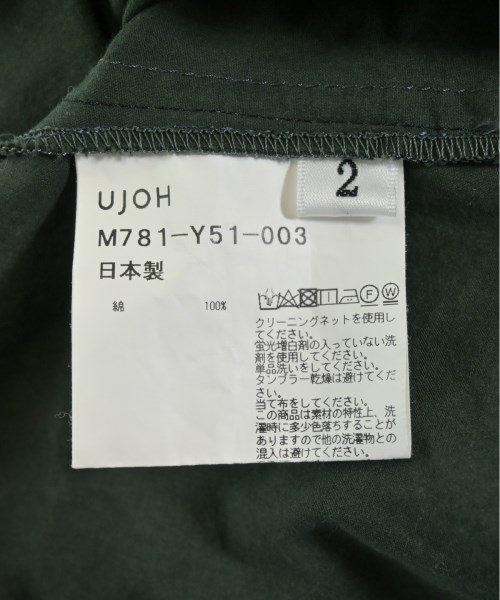 2
UJOH
M781-Y51-003
日本製
綿 100%
クリーニングネットを使用し
てください。
蛍光増白剤の入っていない洗
剤を使用してください。
単品洗いをしてください。
タンブラー乾燥は避けてくだ
さい。
当て布をしてください。
この商品は素材の特性上、洗
濯時に多少色落ちすることが
ありますので他の洗濯物との
混入は避けてください。